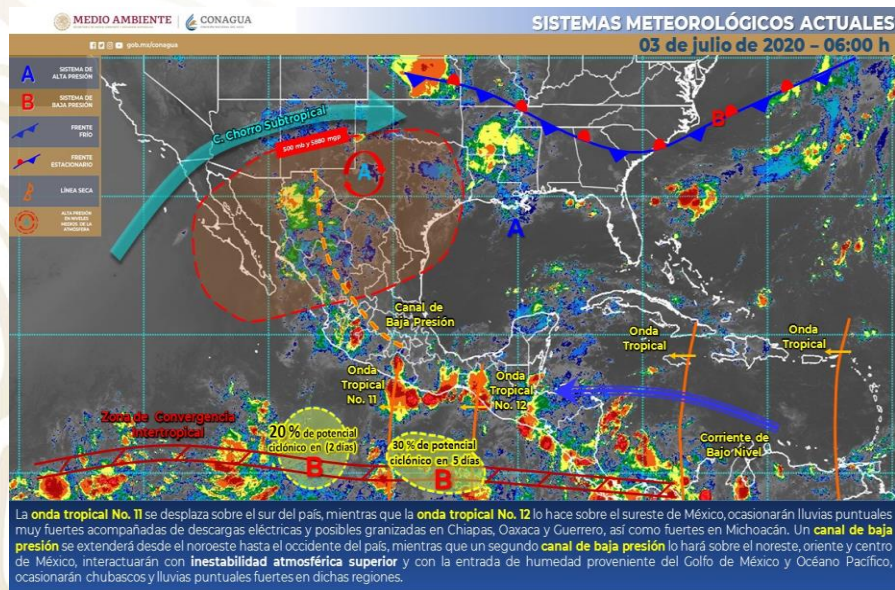 MEDIO AMBIENTE
CONAGUA
SISTEMAS METEOROLÓGICOS ACTUALES
gob.mx/conagua
03 de julio de 2020 – 06:00 h
A
SISTEMA DE
ALTA PRESIÓN
B
SISTEMA DE
BAJA PRESIÓN
FRENTE
FRÍO
FRENTE
ESTACIONARIO
LÍNEA SECA
ALTA PRESIÓN
EN NIVELES
MEDIOS DE LA
ATMÓSFERA
C. Chorro Subtropical
500 mb y 5880 mgp
A
B
A
Canal de
Baja Presión
Onda
Tropical
Onda
Tropical
Onda
Tropical
No. 11
Onda
Tropical
No. 12
Corriente de
Bajo Nivel
Zona de Convergencia
Intertropical
20 % de potencial
ciclónico en (2 días)
B
30 % de potencial
ciclónico en 5 días
B
La onda tropical No. 11 se desplaza sobre el sur del país, mientras que la onda tropical No. 12 lo hace sobre el sureste de México, ocasionarán lluvias puntuales
muy fuertes acompañadas de descargas eléctricas y posibles granizadas en Chiapas, Oaxaca y Guerrero, así como fuertes en Michoacán. Un canal de baja
presión se extenderá desde el noroeste hasta el occidente del país, mientras que un segundo canal de baja presión lo hará sobre el noreste, oriente y centro
de México, interactuarán con inestabilidad atmosférica superior y con la entrada de humedad proveniente del Golfo de México y Océano Pacífico,
ocasionarán chubascos y lluvias puntuales fuertes en dichas regiones.